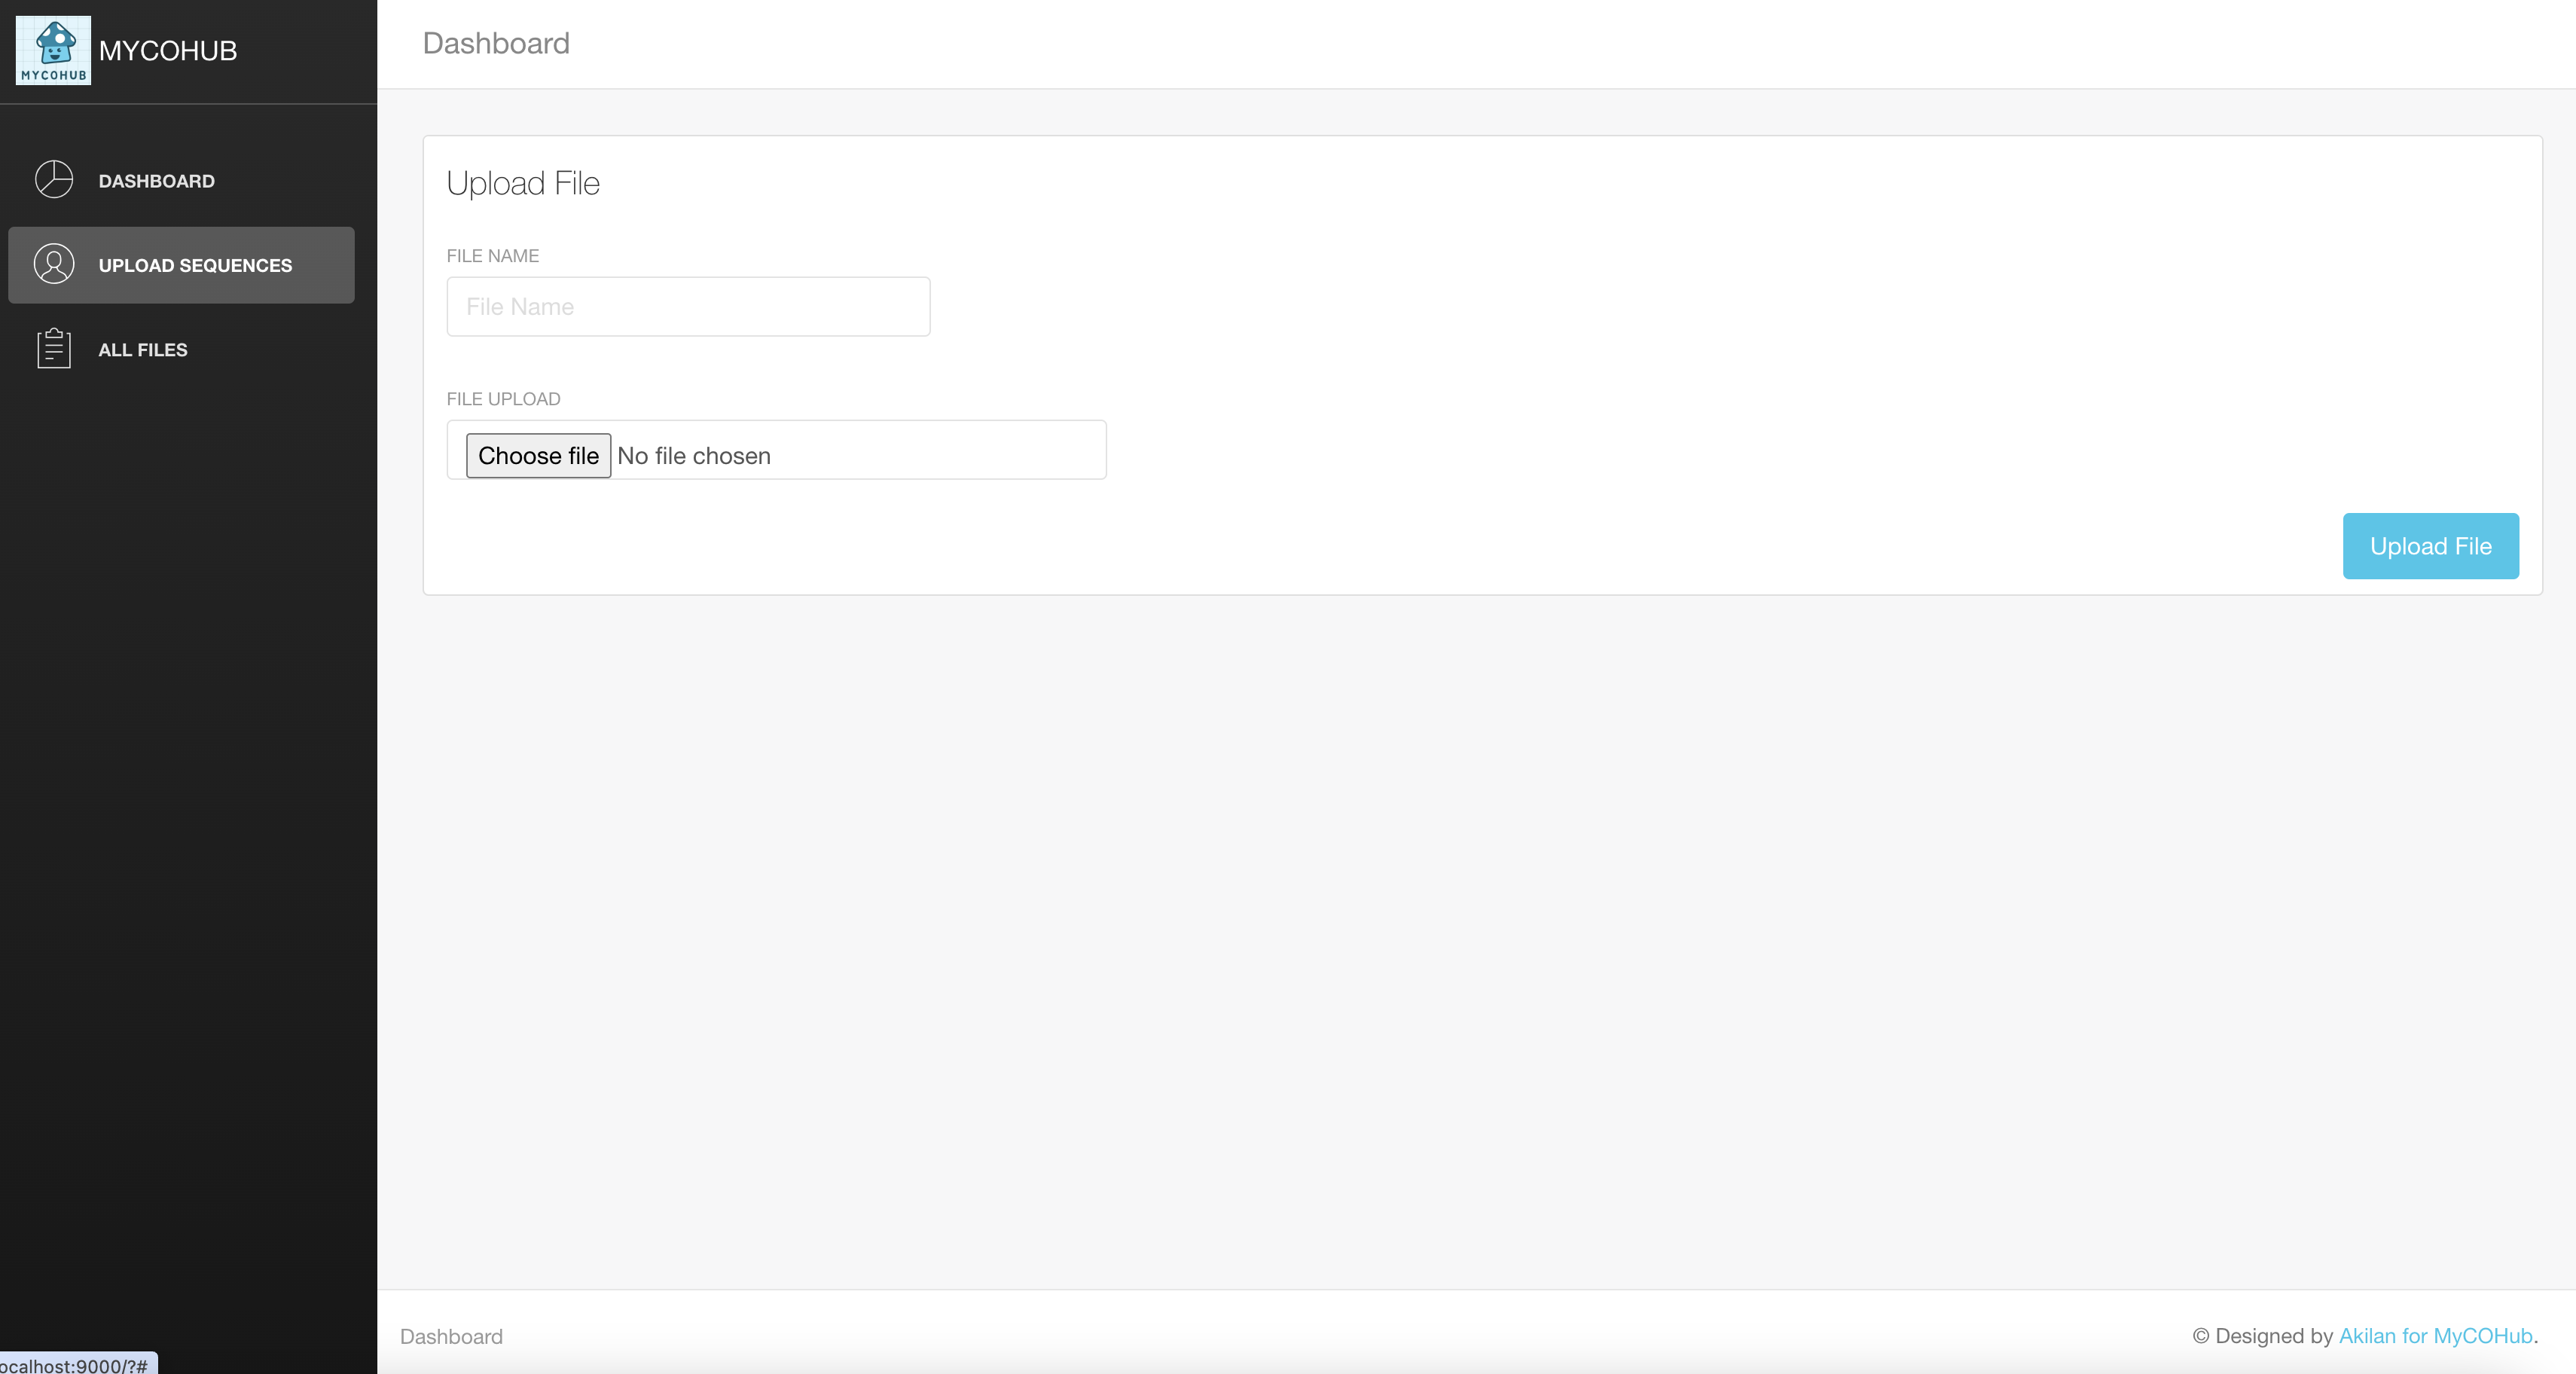 MYCOHUB
MYCOHUB
DASHBOARD
UPLOAD SEQUENCES
ALL FILES
Dashboard
Upload File
FILE NAME
File Name
FILE UPLOAD
Choose file No file chosen
Upload File
Dashboard
© Designed by Akilan for MyCOHub.
ocalhost:9000/?#